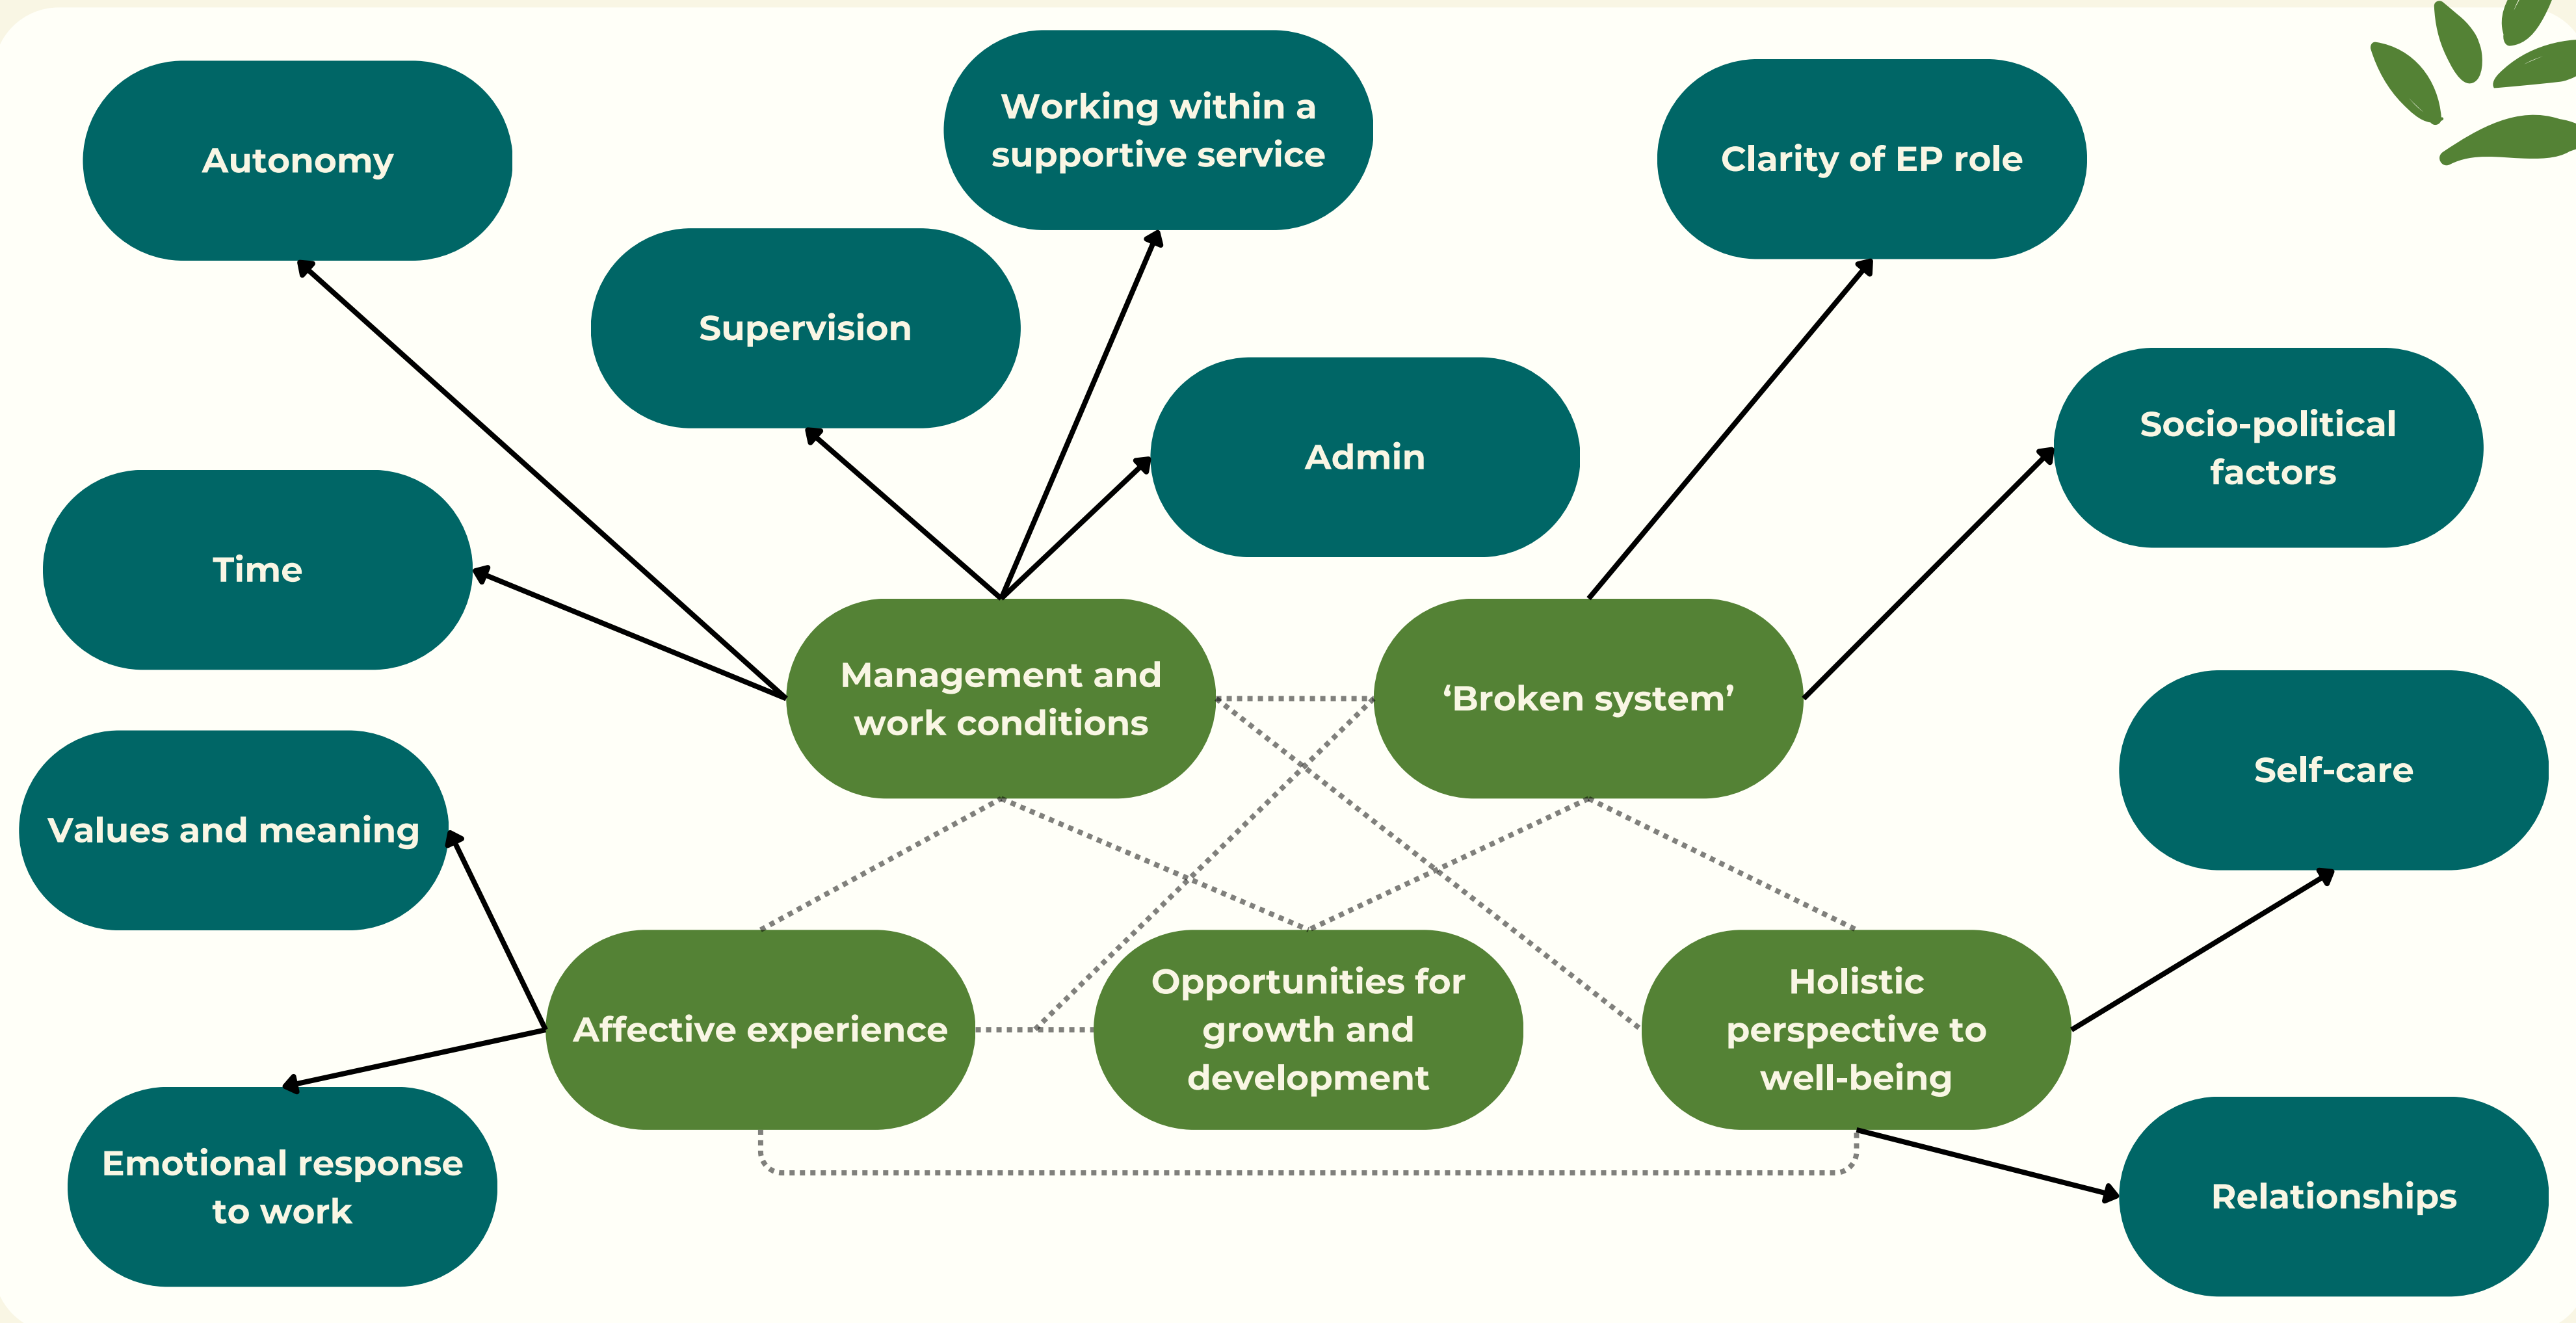 Autonomy
Working within a
supportive service
Clarity of EP role
Supervision
Admin
Socio-political
factors
Time
Management and
work conditions
‘Broken system’
Self-care
Values and meaning
Affective experience
Opportunities for
growth and
development
Holistic
perspective to
well-being
Emotional response
to work
Relationships